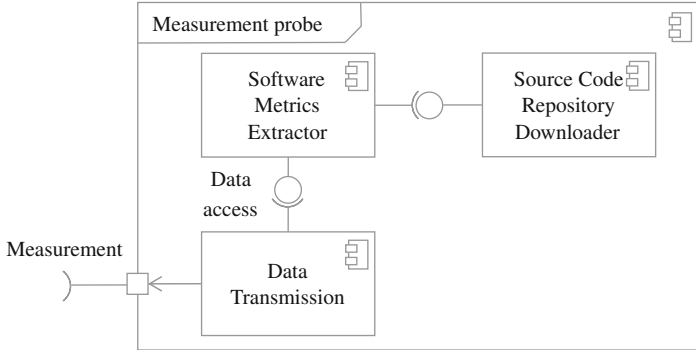 Measurement probe
Software
Metrics
Extractor
Source Code
Repository
Downloader
Data
access
Measurement
Data
Transmission